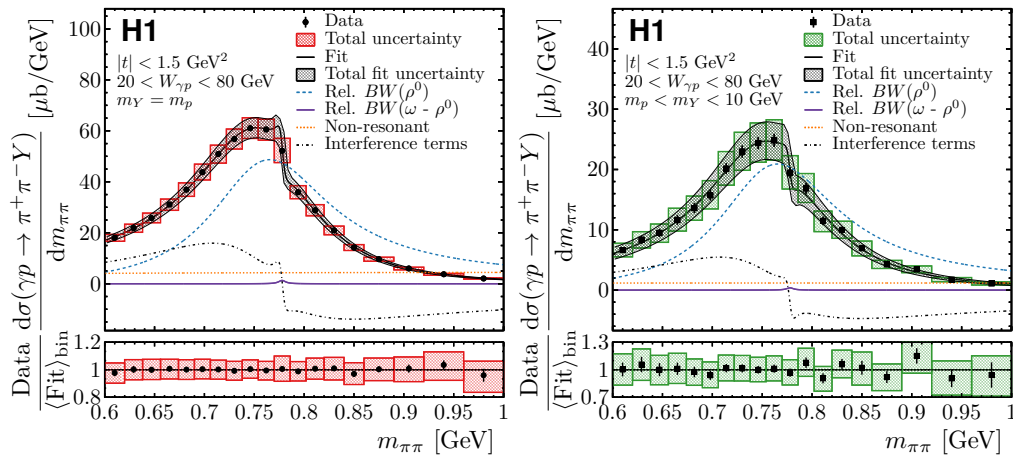 H1
|t| < 1.5 GeV²
20 < W_γp < 80 GeV
m_Y = m_p
Data
Total uncertainty
Fit
Total fit uncertainty
Rel. BW(ρ⁰)
Rel. BW(ω - ρ⁰)
Non-resonant
Interference terms
dσ(γp → π⁺π⁻Y)
dm_ππ
[μb/GeV]
100
80
60
40
20
0
Data
⟨Fit⟩_bin
1.2
1.0
0.8
0.6 0.65 0.7 0.75 0.8 0.85 0.9 0.95 1
m_ππ [GeV]
H1
|t| < 1.5 GeV²
20 < W_γp < 80 GeV
m_p < m_Y < 10 GeV
Data
Total uncertainty
Fit
Total fit uncertainty
Rel. BW(ρ⁰)
Rel. BW(ω - ρ⁰)
Non-resonant
Interference terms
dσ(γp → π⁺π⁻Y)
dm_ππ
[μb/GeV]
40
30
20
10
0
Data
⟨Fit⟩_bin
1.3
1
0.7
0.6 0.65 0.7 0.75 0.8 0.85 0.9 0.95 1
m_ππ [GeV]